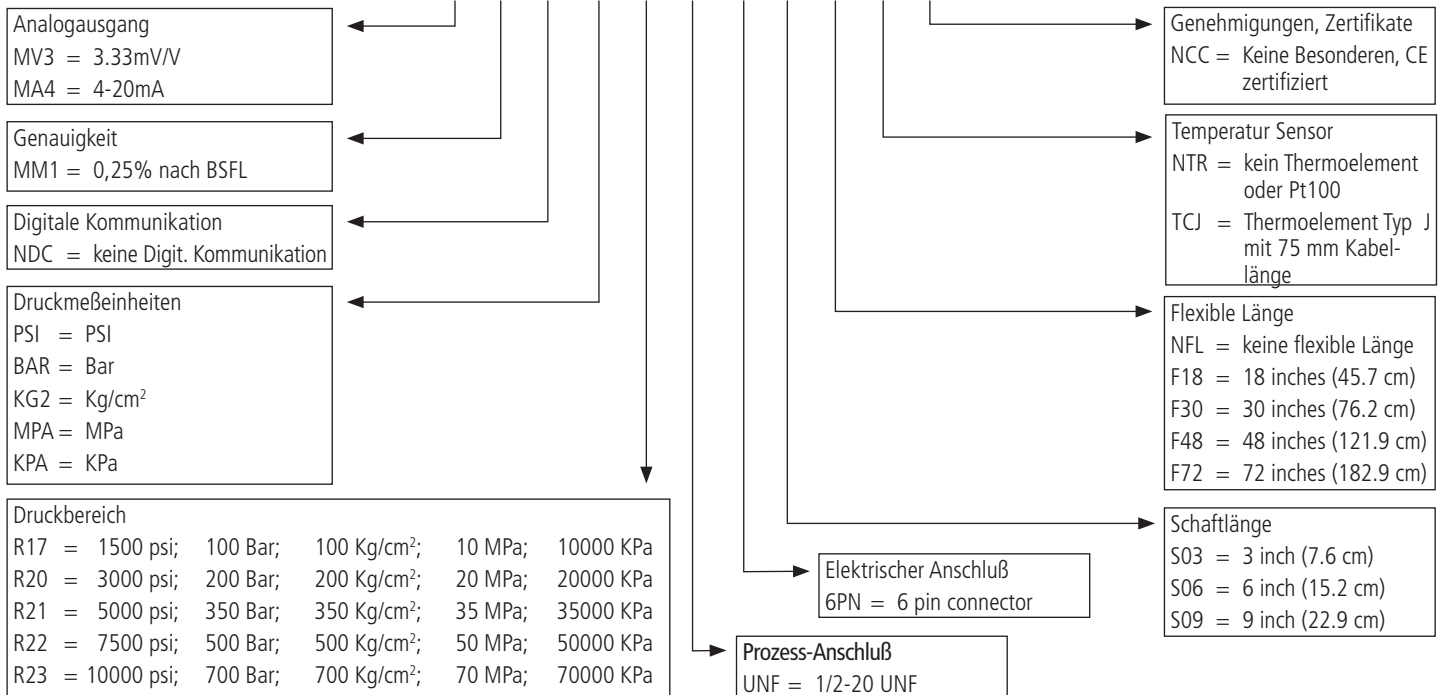 Analogausgang
MV3 = 3.33mV/V
MA4 = 4-20mA
Genauigkeit
MM1 = 0,25% nach BSFL
Digitale Kommunikation
NDC = keine Digit. Kommunikation
Druckmeßeinheiten
PSI = PSI
BAR = Bar
KG2 = Kg/cm²
MPA = MPa
KPA = KPa
Druckbereich
R17 = 1500 psi; 100 Bar; 100 Kg/cm²; 10 MPa; 10000 KPa
R20 = 3000 psi; 200 Bar; 200 Kg/cm²; 20 MPa; 20000 KPa
R21 = 5000 psi; 350 Bar; 350 Kg/cm²; 35 MPa; 35000 KPa
R22 = 7500 psi; 500 Bar; 500 Kg/cm²; 50 MPa; 50000 KPa
R23 = 10000 psi; 700 Bar; 700 Kg/cm²; 70 MPa; 70000 KPa
Prozess-Anschluß
UNF = 1/2-20 UNF
Elektrischer Anschluß
6PN = 6 pin connector
Genehmigungen, Zertifikate
NCC = Keine Besonderen, CE
zertifiziert
Temperatur Sensor
NTR = kein Thermoelement
oder Pt100
TCJ = Thermoelement Typ J
mit 75 mm Kabel-
länge
Flexible Länge
NFL = keine flexible Länge
F18 = 18 inches (45.7 cm)
F30 = 30 inches (76.2 cm)
F48 = 48 inches (121.9 cm)
F72 = 72 inches (182.9 cm)
Schaftlänge
S03 = 3 inch (7.6 cm)
S06 = 6 inch (15.2 cm)
S09 = 9 inch (22.9 cm)